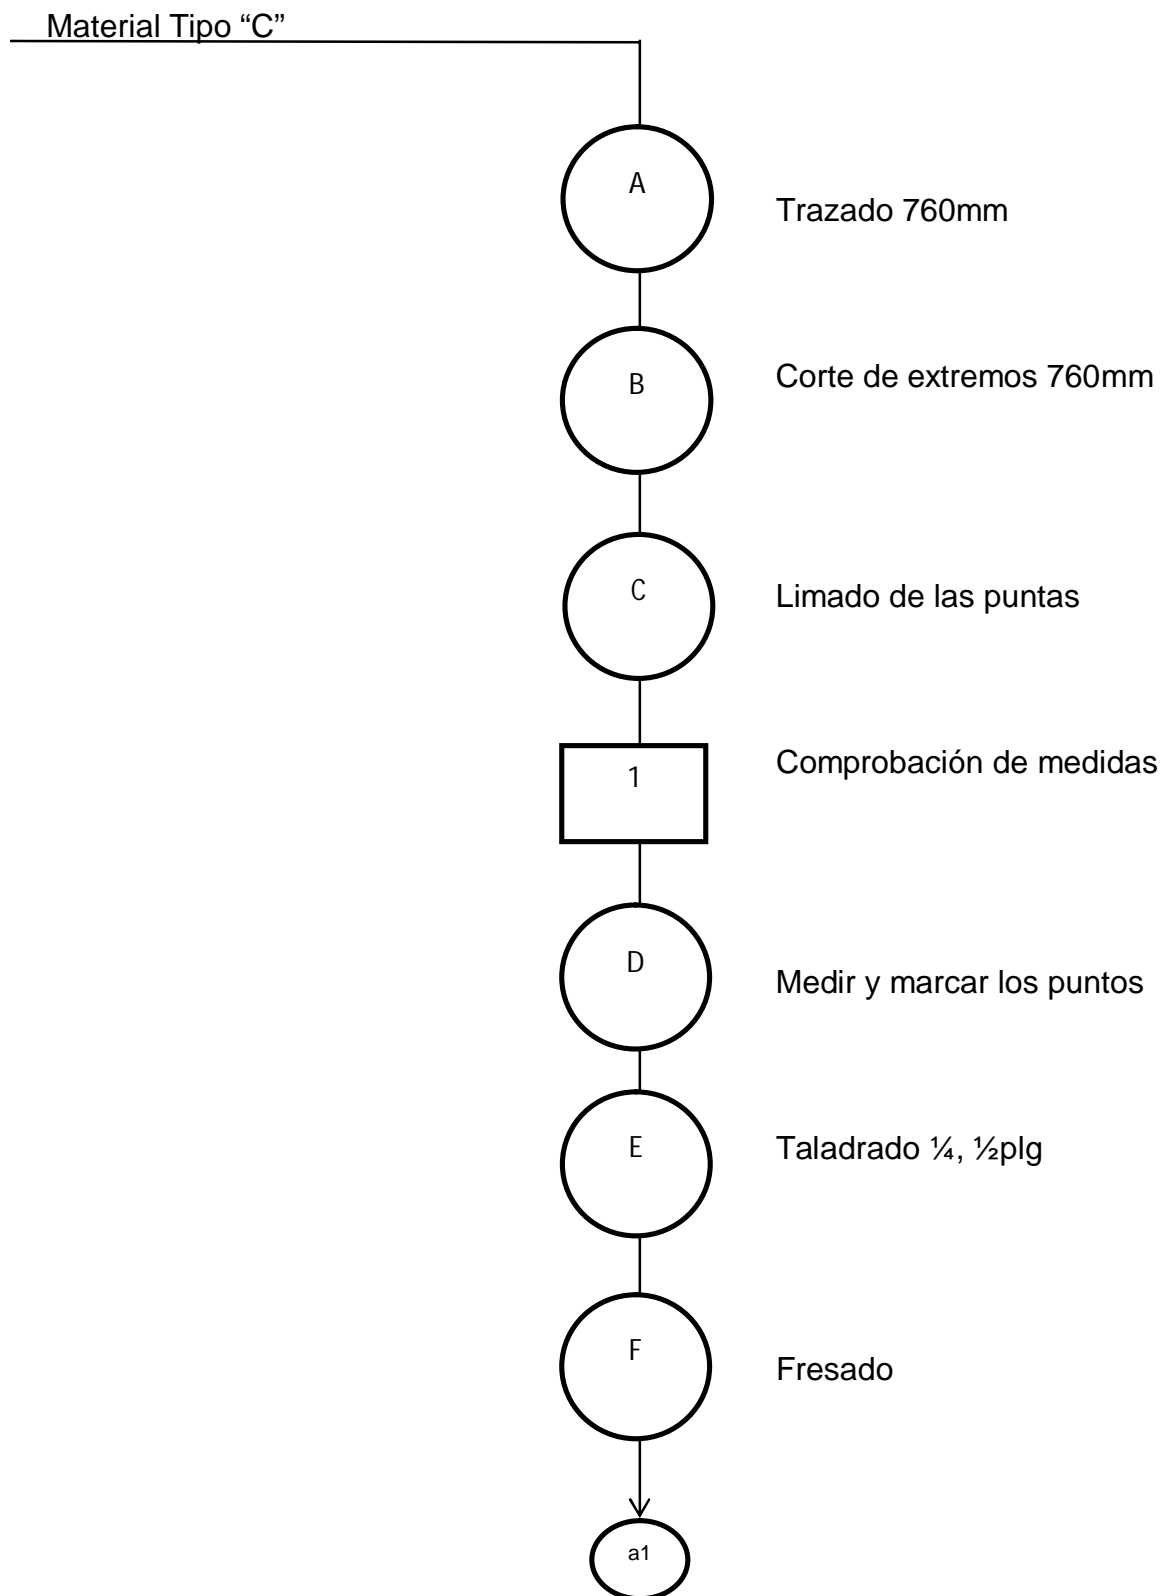 Material Tipo “C”
A
Trazado 760mm
B
Corte de extremos 760mm
C
Limado de las puntas
1
Comprobación de medidas
D
Medir y marcar los puntos
E
Taladrado ¼, ½plg
F
Fresado
a1